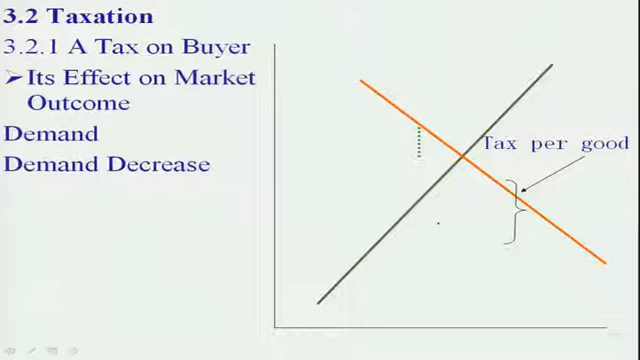 3.2 Taxation
3.2.1 A Tax on Buyer
➢Its Effect on Market
Outcome
Demand
Demand Decrease
Tax per good